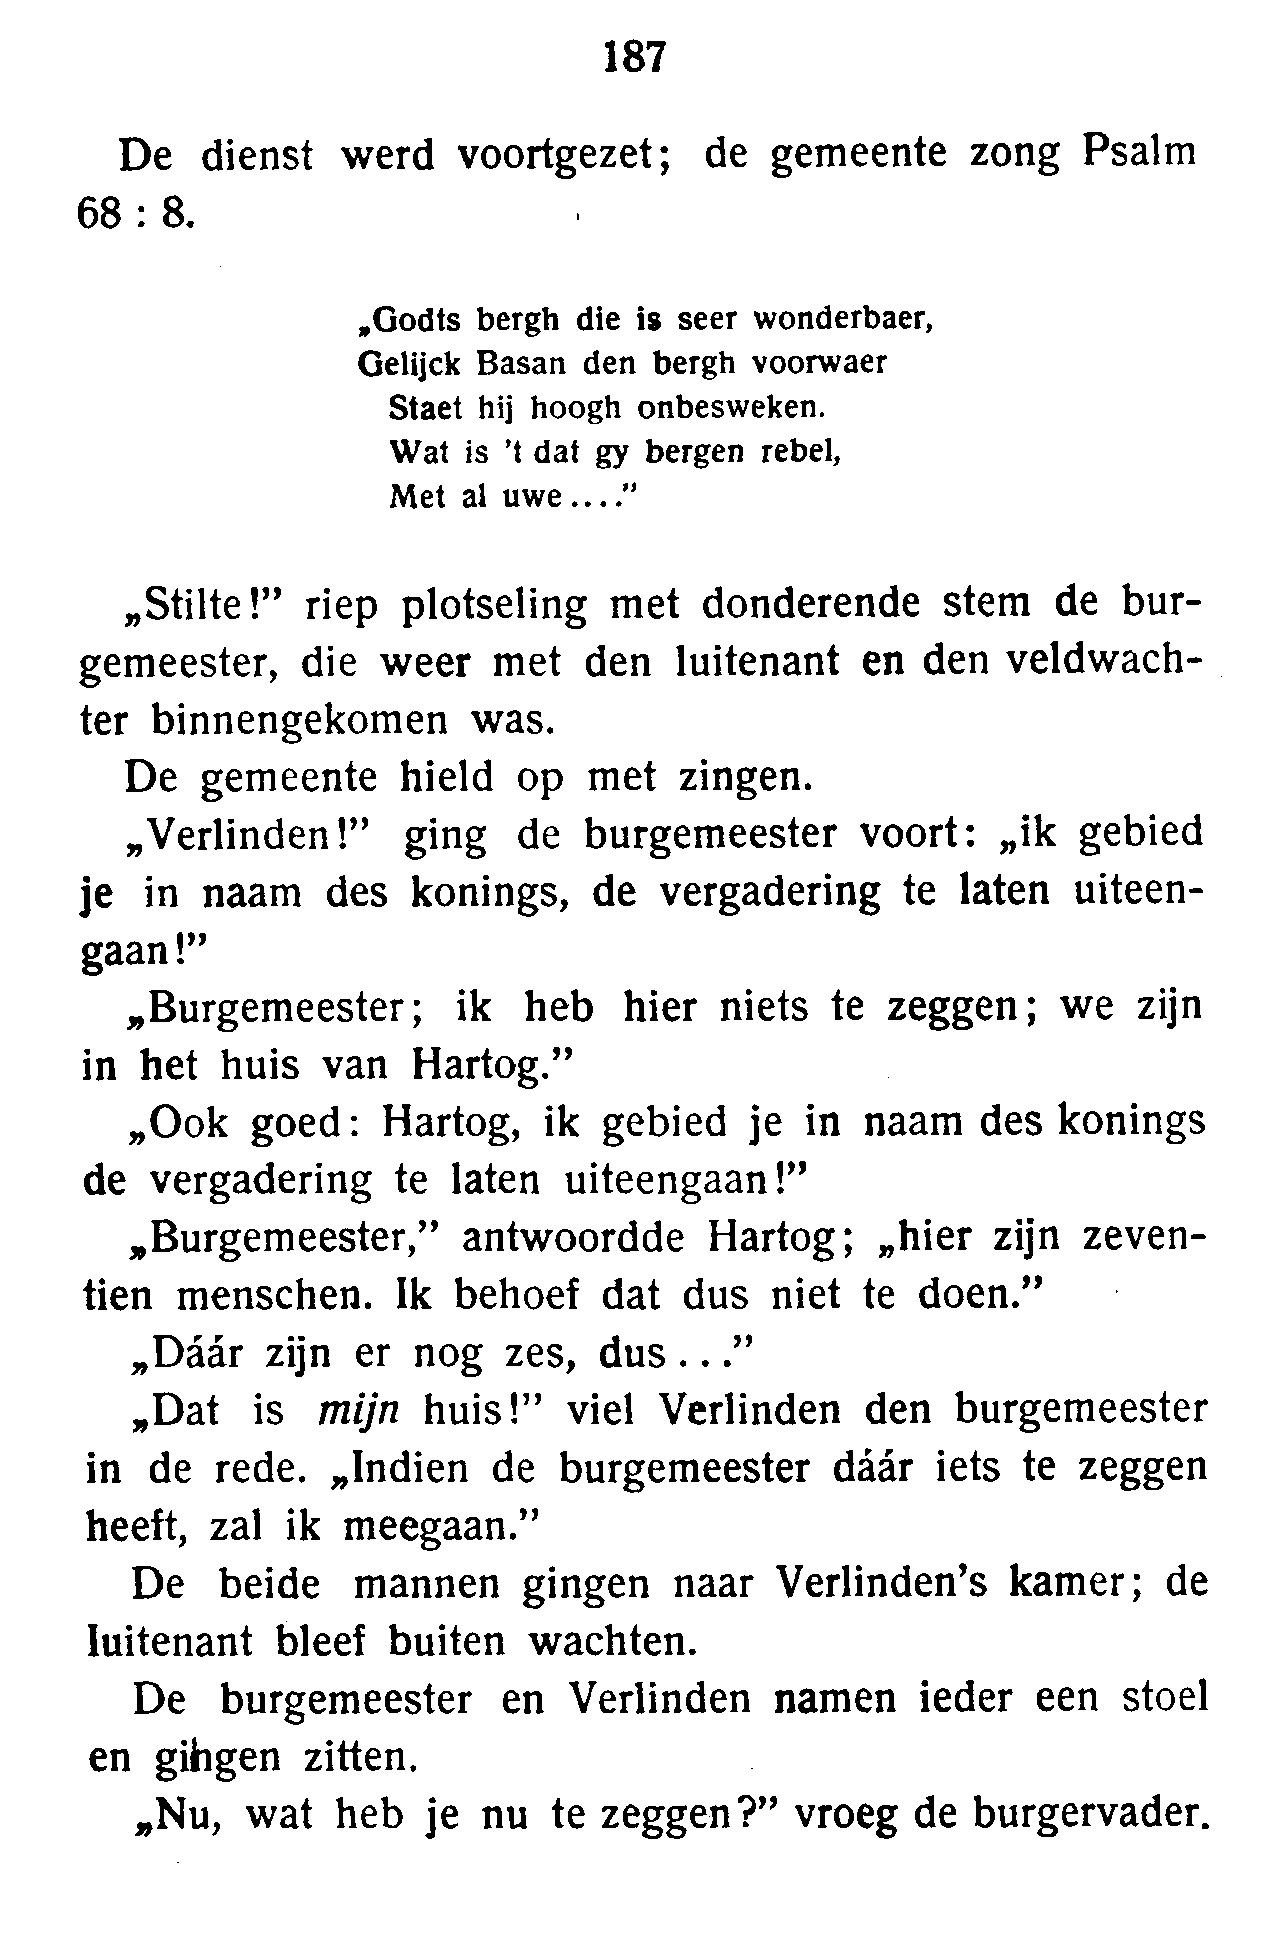 187
De dienst werd voortgezet; de gemeente zong Psalm
68 : 8.
„Godts bergh die is seer wonderbaer,
Gelijck Basan den bergh voorwaer
Staet hij hoogh onbesweken.
Wat is 't dat gy bergen rebel,
Met al uwe ....”
„Stilte!” riep plotseling met donderende stem de bur-
gemeester, die weer met den luitenant en den veldwach-
ter binnengekomen was.
De gemeente hield op met zingen.
„Verlinden!” ging de burgemeester voort: „ik gebied
je in naam des konings, de vergadering te laten uiteen-
gaan!”
„Burgemeester; ik heb hier niets te zeggen; we zijn
in het huis van Hartog.”
„Ook goed: Hartog, ik gebied je in naam des konings
de vergadering te laten uiteengaan!”
„Burgemeester,” antwoordde Hartog; „hier zijn zeven-
tien menschen. Ik behoef dat dus niet te doen.”
„Dáár zijn er nog zes, dus ...”
„Dat is mijn huis!” viel Verlinden den burgemeester
in de rede. „Indien de burgemeester dáár iets te zeggen
heeft, zal ik meegaan.”
De beide mannen gingen naar Verlinden's kamer; de
luitenant bleef buiten wachten.
De burgemeester en Verlinden namen ieder een stoel
en gingen zitten.
„Nu, wat heb je nu te zeggen?” vroeg de burgervader.